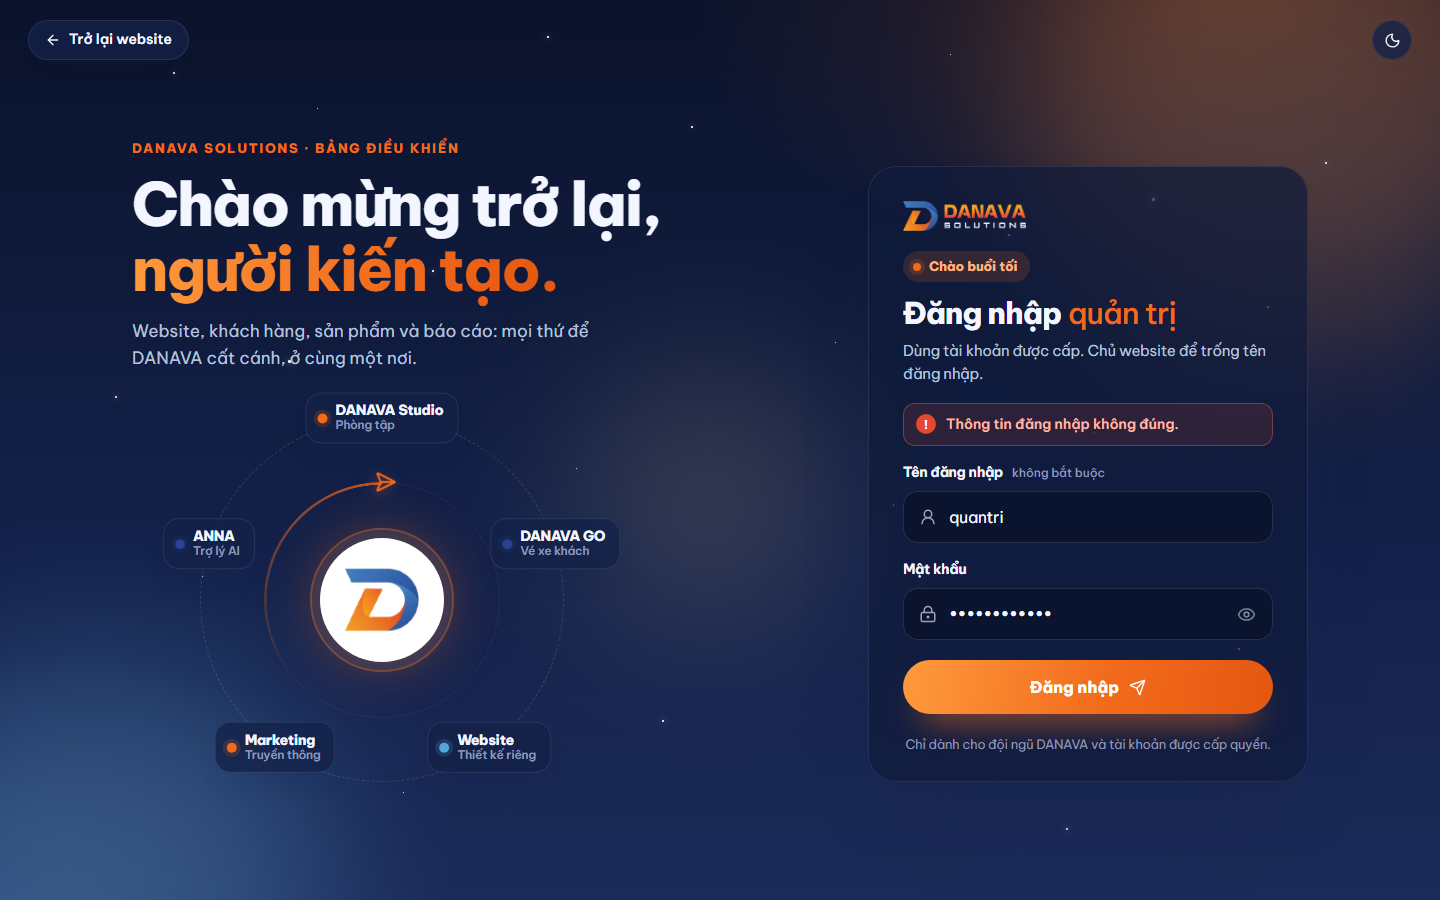 Trở lại website
DANAVA SOLUTIONS · BẢNG ĐIỀU KHIỂN
Chào mừng trở lại,
người kiến tạo.
Website, khách hàng, sản phẩm và báo cáo: mọi thứ để
DANAVA cất cánh, ở cùng một nơi.
DANAVA Studio
Phòng tập
ANNA
Trợ lý AI
DANAVA GO
Vé xe khách
Marketing
Truyền thông
Website
Thiết kế riêng
DANAVA
SOLUTIONS
Chào buổi tối
Đăng nhập quản trị
Dùng tài khoản được cấp. Chủ website để trống tên
đăng nhập.
Thông tin đăng nhập không đúng.
Tên đăng nhập không bắt buộc
quantri
Mật khẩu
••••••••••••
Đăng nhập
Chỉ dành cho đội ngũ DANAVA và tài khoản được cấp quyền.